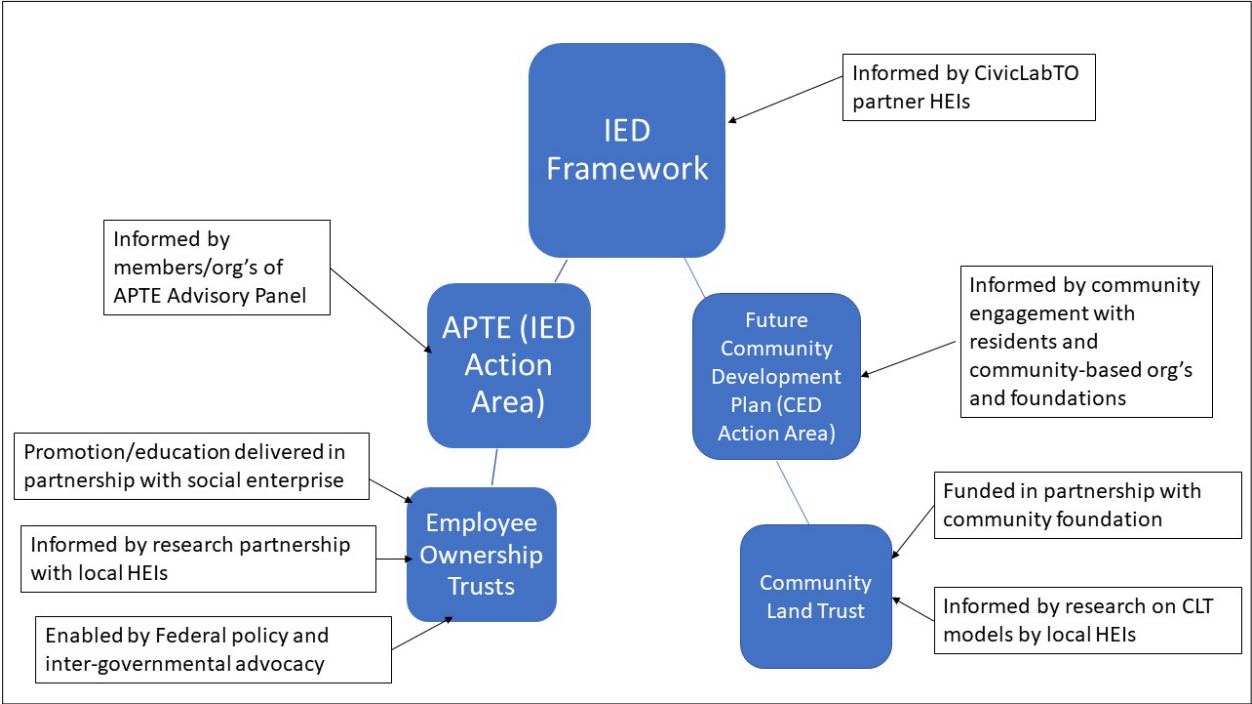 IED
Framework
Informed by CivicLabTO
partner HEIs
Informed by
members/org’s of
APTE Advisory Panel
APTE (IED
Action
Area)
Future
Community
Development
Plan (CED
Action Area)
Informed by community
engagement with
residents and
community-based org’s
and foundations
Promotion/education delivered in
partnership with social enterprise
Informed by research partnership
with local HEIs
Enabled by Federal policy and
inter-governmental advocacy
Employee
Ownership
Trusts
Community
Land Trust
Funded in partnership with
community foundation
Informed by research on CLT
models by local HEIs